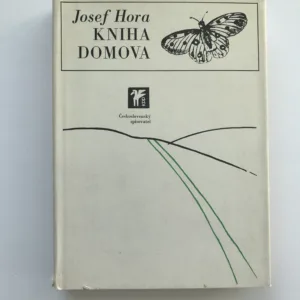 Josef Hora
KNIHA
DOMOVA
Československý
spisovatel